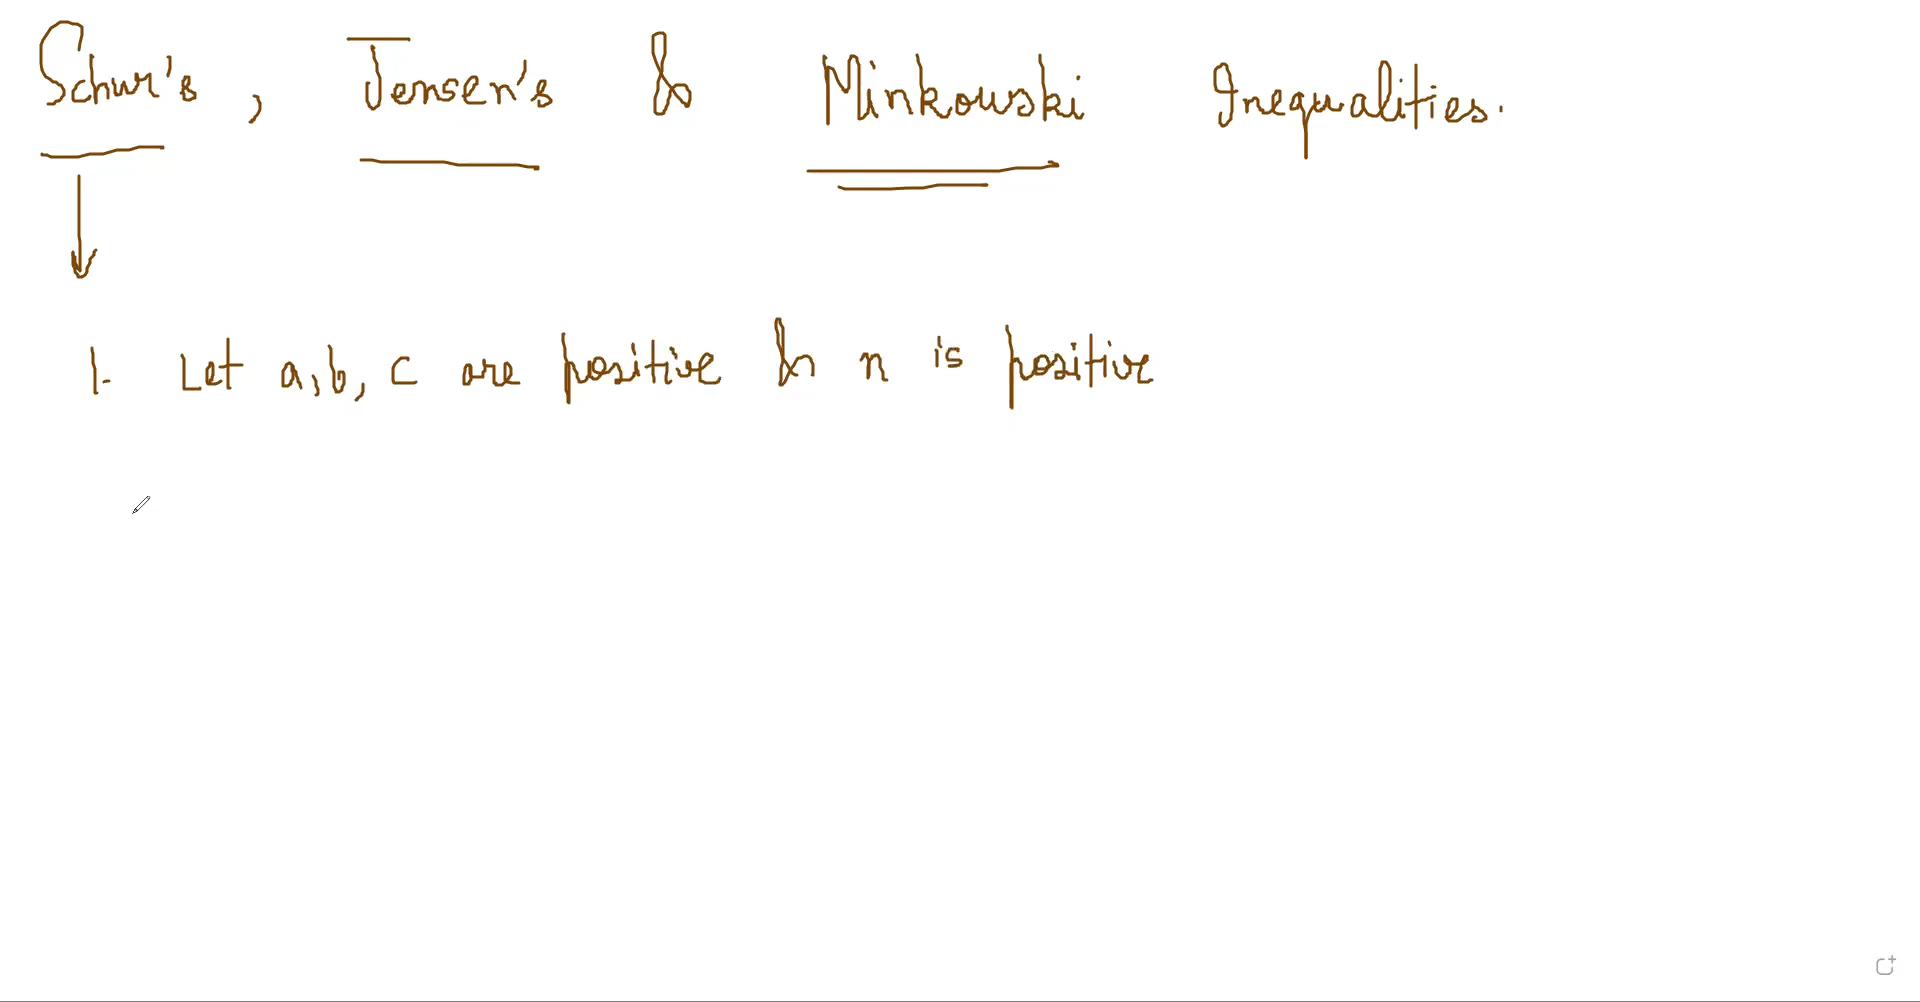 Schur's, Jensen's & Minkowski Inequalities.
1. Let a, b, c are positive & n is positive